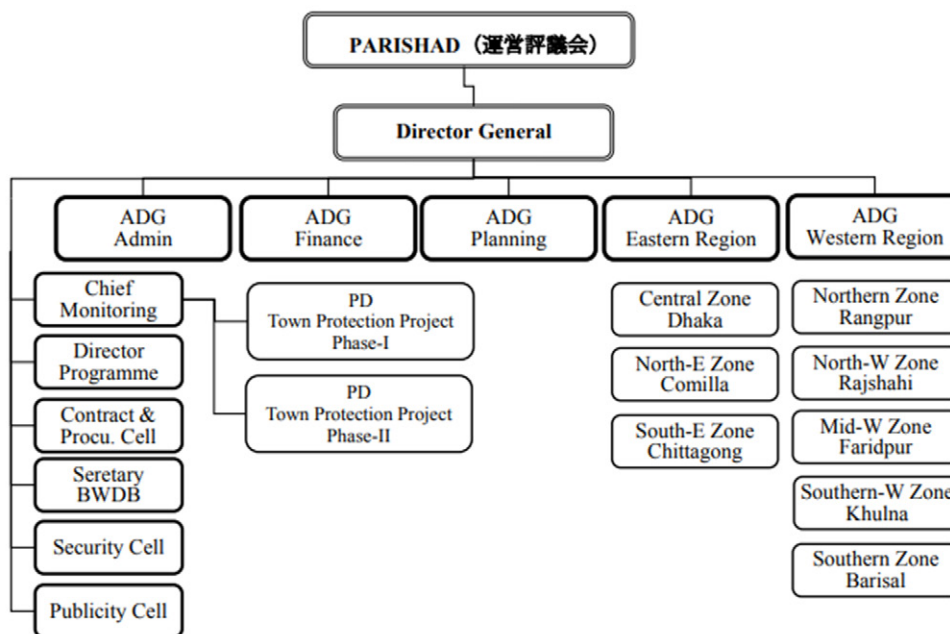 PARISHAD（運営評議会）
Director General
ADG
Admin
ADG
Finance
ADG
Planning
ADG
Eastern Region
ADG
Western Region
Chief
Monitoring
Director
Programme
Contract &
Procu. Cell
Seretary
BWDB
Security Cell
Publicity Cell
PD
Town Protection Project
Phase-I
PD
Town Protection Project
Phase-II
Central Zone
Dhaka
North-E Zone
Comilla
South-E Zone
Chittagong
Northern Zone
Rangpur
North-W Zone
Rajshahi
Mid-W Zone
Faridpur
Southern-W Zone
Khulna
Southern Zone
Barisal